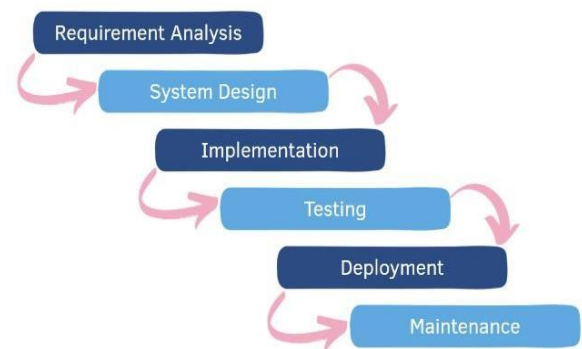 Requirement Analysis
System Design
Implementation
Testing
Deployment
Maintenance